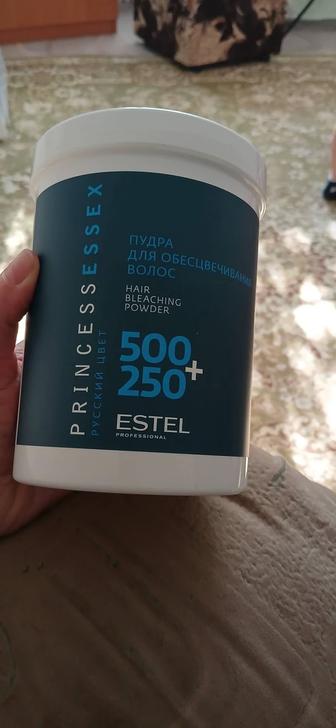 PRINCESS ESSEX
РУССКИЙ ЦВЕТ
ПУДРА
ДЛЯ ОБЕСЦВЕЧИВАНИЯ
ВОЛОС
HAIR
BLEACHING
POWDER
500
250+
ESTEL
PROFESSIONAL